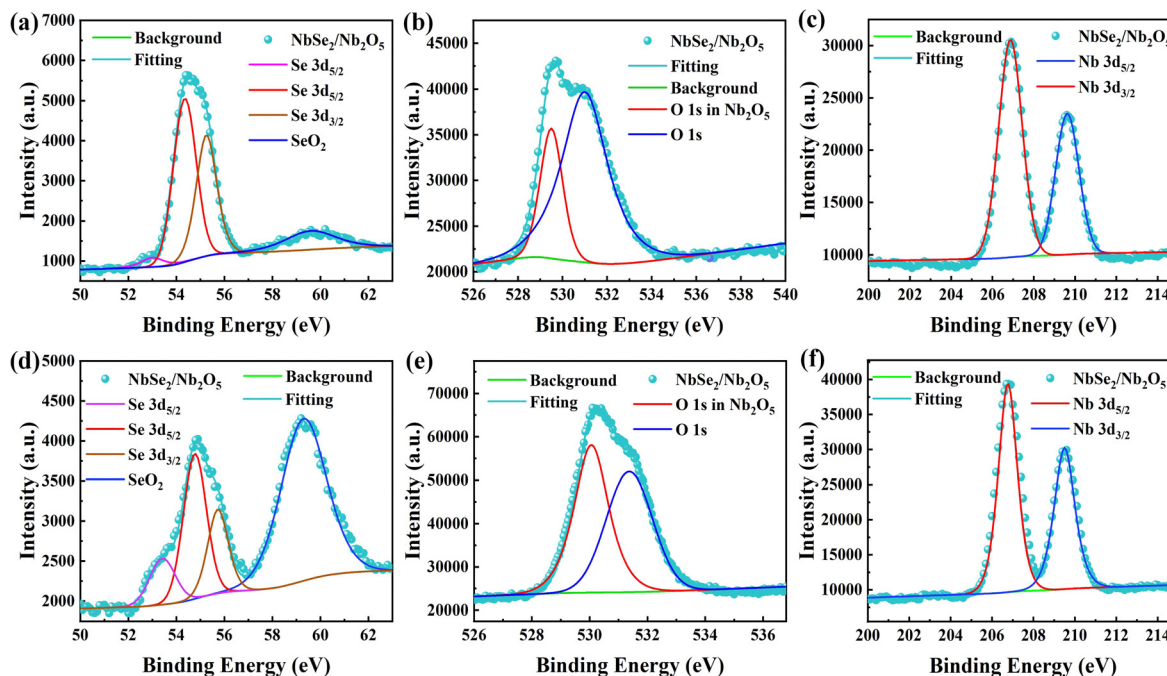 (a)
7000
6000
5000
4000
3000
2000
1000
Intensity (a.u.)
Background
NbSe₂/Nb₂O₅
Fitting
Se 3d₅/₂
Se 3d₅/₂
Se 3d₃/₂
SeO₂
50 52 54 56 58 60 62
Binding Energy (eV)
(b)
45000
40000
35000
30000
25000
20000
Intensity (a.u.)
NbSe₂/Nb₂O₅
Fitting
Background
O 1s in Nb₂O₅
O 1s
526 528 530 532 534 536 538 540
Binding Energy (eV)
(c)
30000
25000
20000
15000
10000
Intensity (a.u.)
Background
NbSe₂/Nb₂O₅
Fitting
Nb 3d₅/₂
Nb 3d₃/₂
200 202 204 206 208 210 212 214
Binding Energy (eV)
(d)
5000
4500
4000
3500
3000
2500
2000
Intensity (a.u.)
NbSe₂/Nb₂O₅
Background
Se 3d₅/₂
Fitting
Se 3d₅/₂
Se 3d₃/₂
SeO₂
50 52 54 56 58 60 62
Binding Energy (eV)
(e)
70000
60000
50000
40000
30000
20000
Intensity (a.u.)
Background
NbSe₂/Nb₂O₅
Fitting
O 1s in Nb₂O₅
O 1s
526 528 530 532 534 536
Binding Energy (eV)
(f)
40000
35000
30000
25000
20000
15000
10000
Intensity (a.u.)
Background
NbSe₂/Nb₂O₅
Fitting
Nb 3d₅/₂
Nb 3d₃/₂
200 202 204 206 208 210 212 214
Binding Energy (eV)